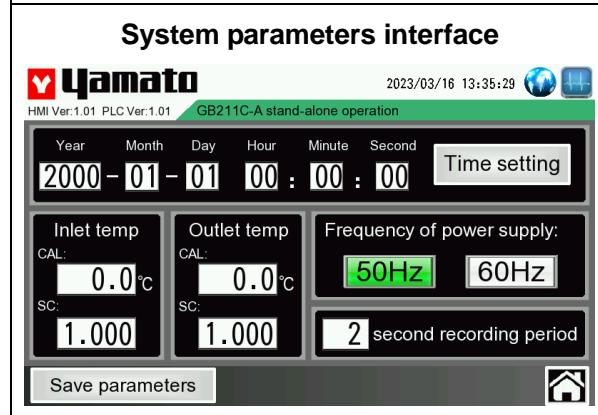 System parameters interface
Yamato
2023/03/16 13:35:29
HMI Ver:1.01 PLC Ver:1.01
GB211C-A stand-alone operation
Year Month Day Hour Minute Second
2000 - 01 - 01 00 : 00 : 00
Time setting
Inlet temp
CAL:
0.0℃
SC:
1.000
Outlet temp
CAL:
0.0℃
SC:
1.000
Frequency of power supply:
50Hz 60Hz
2 second recording period
Save parameters